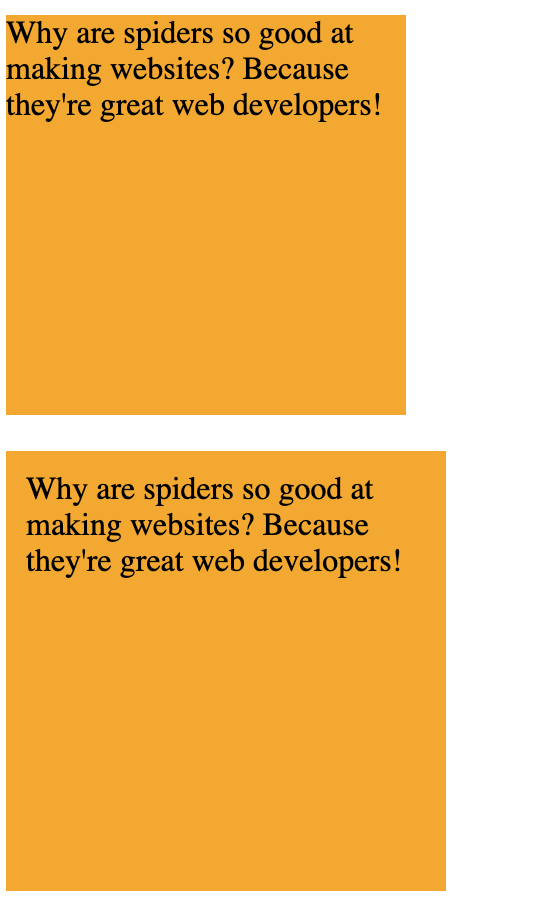 Why are spiders so good at
making websites? Because
they're great web developers!
Why are spiders so good at
making websites? Because
they're great web developers!